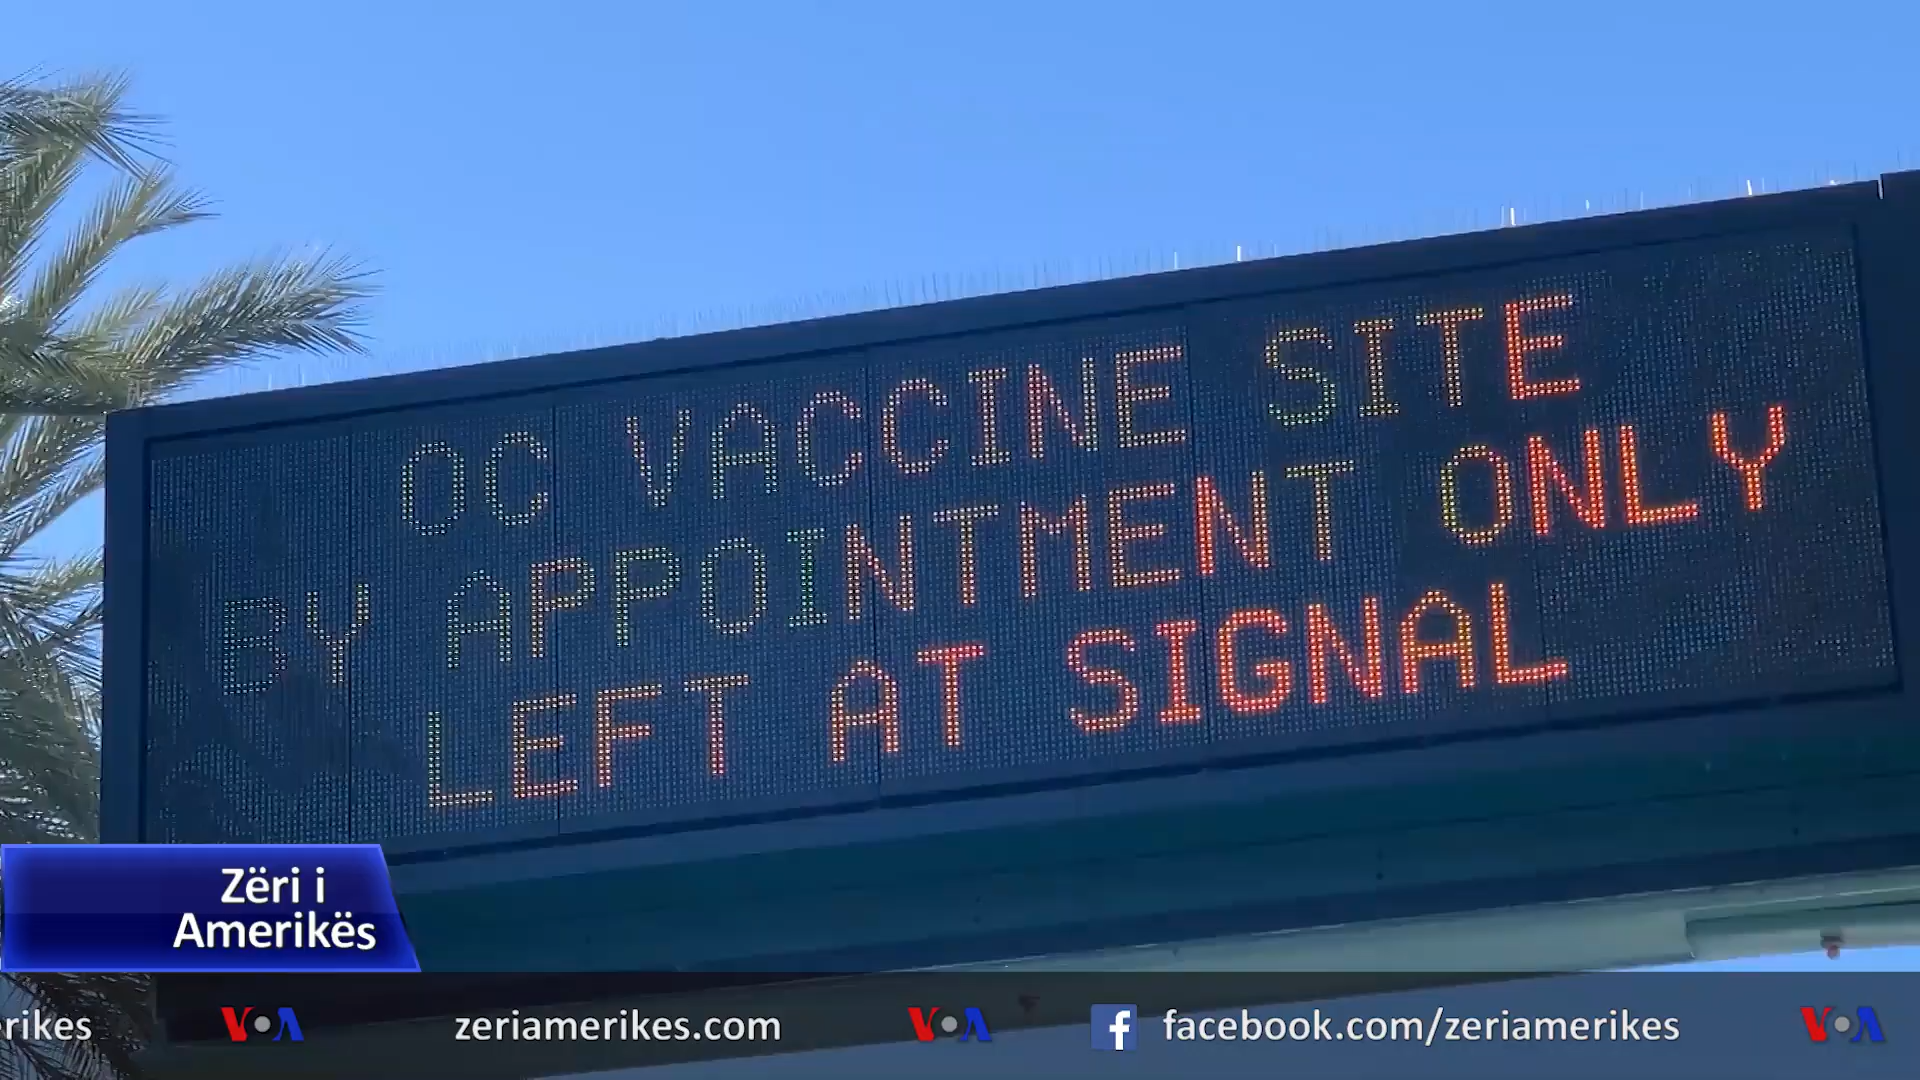 OC VACCINE SITE
BY APPOINTMENT ONLY
LEFT AT SIGNAL
Zëri i
Amerikës
rikes VOA zeriamerikes.com VOA f facebook.com/zeriamerikes VOA